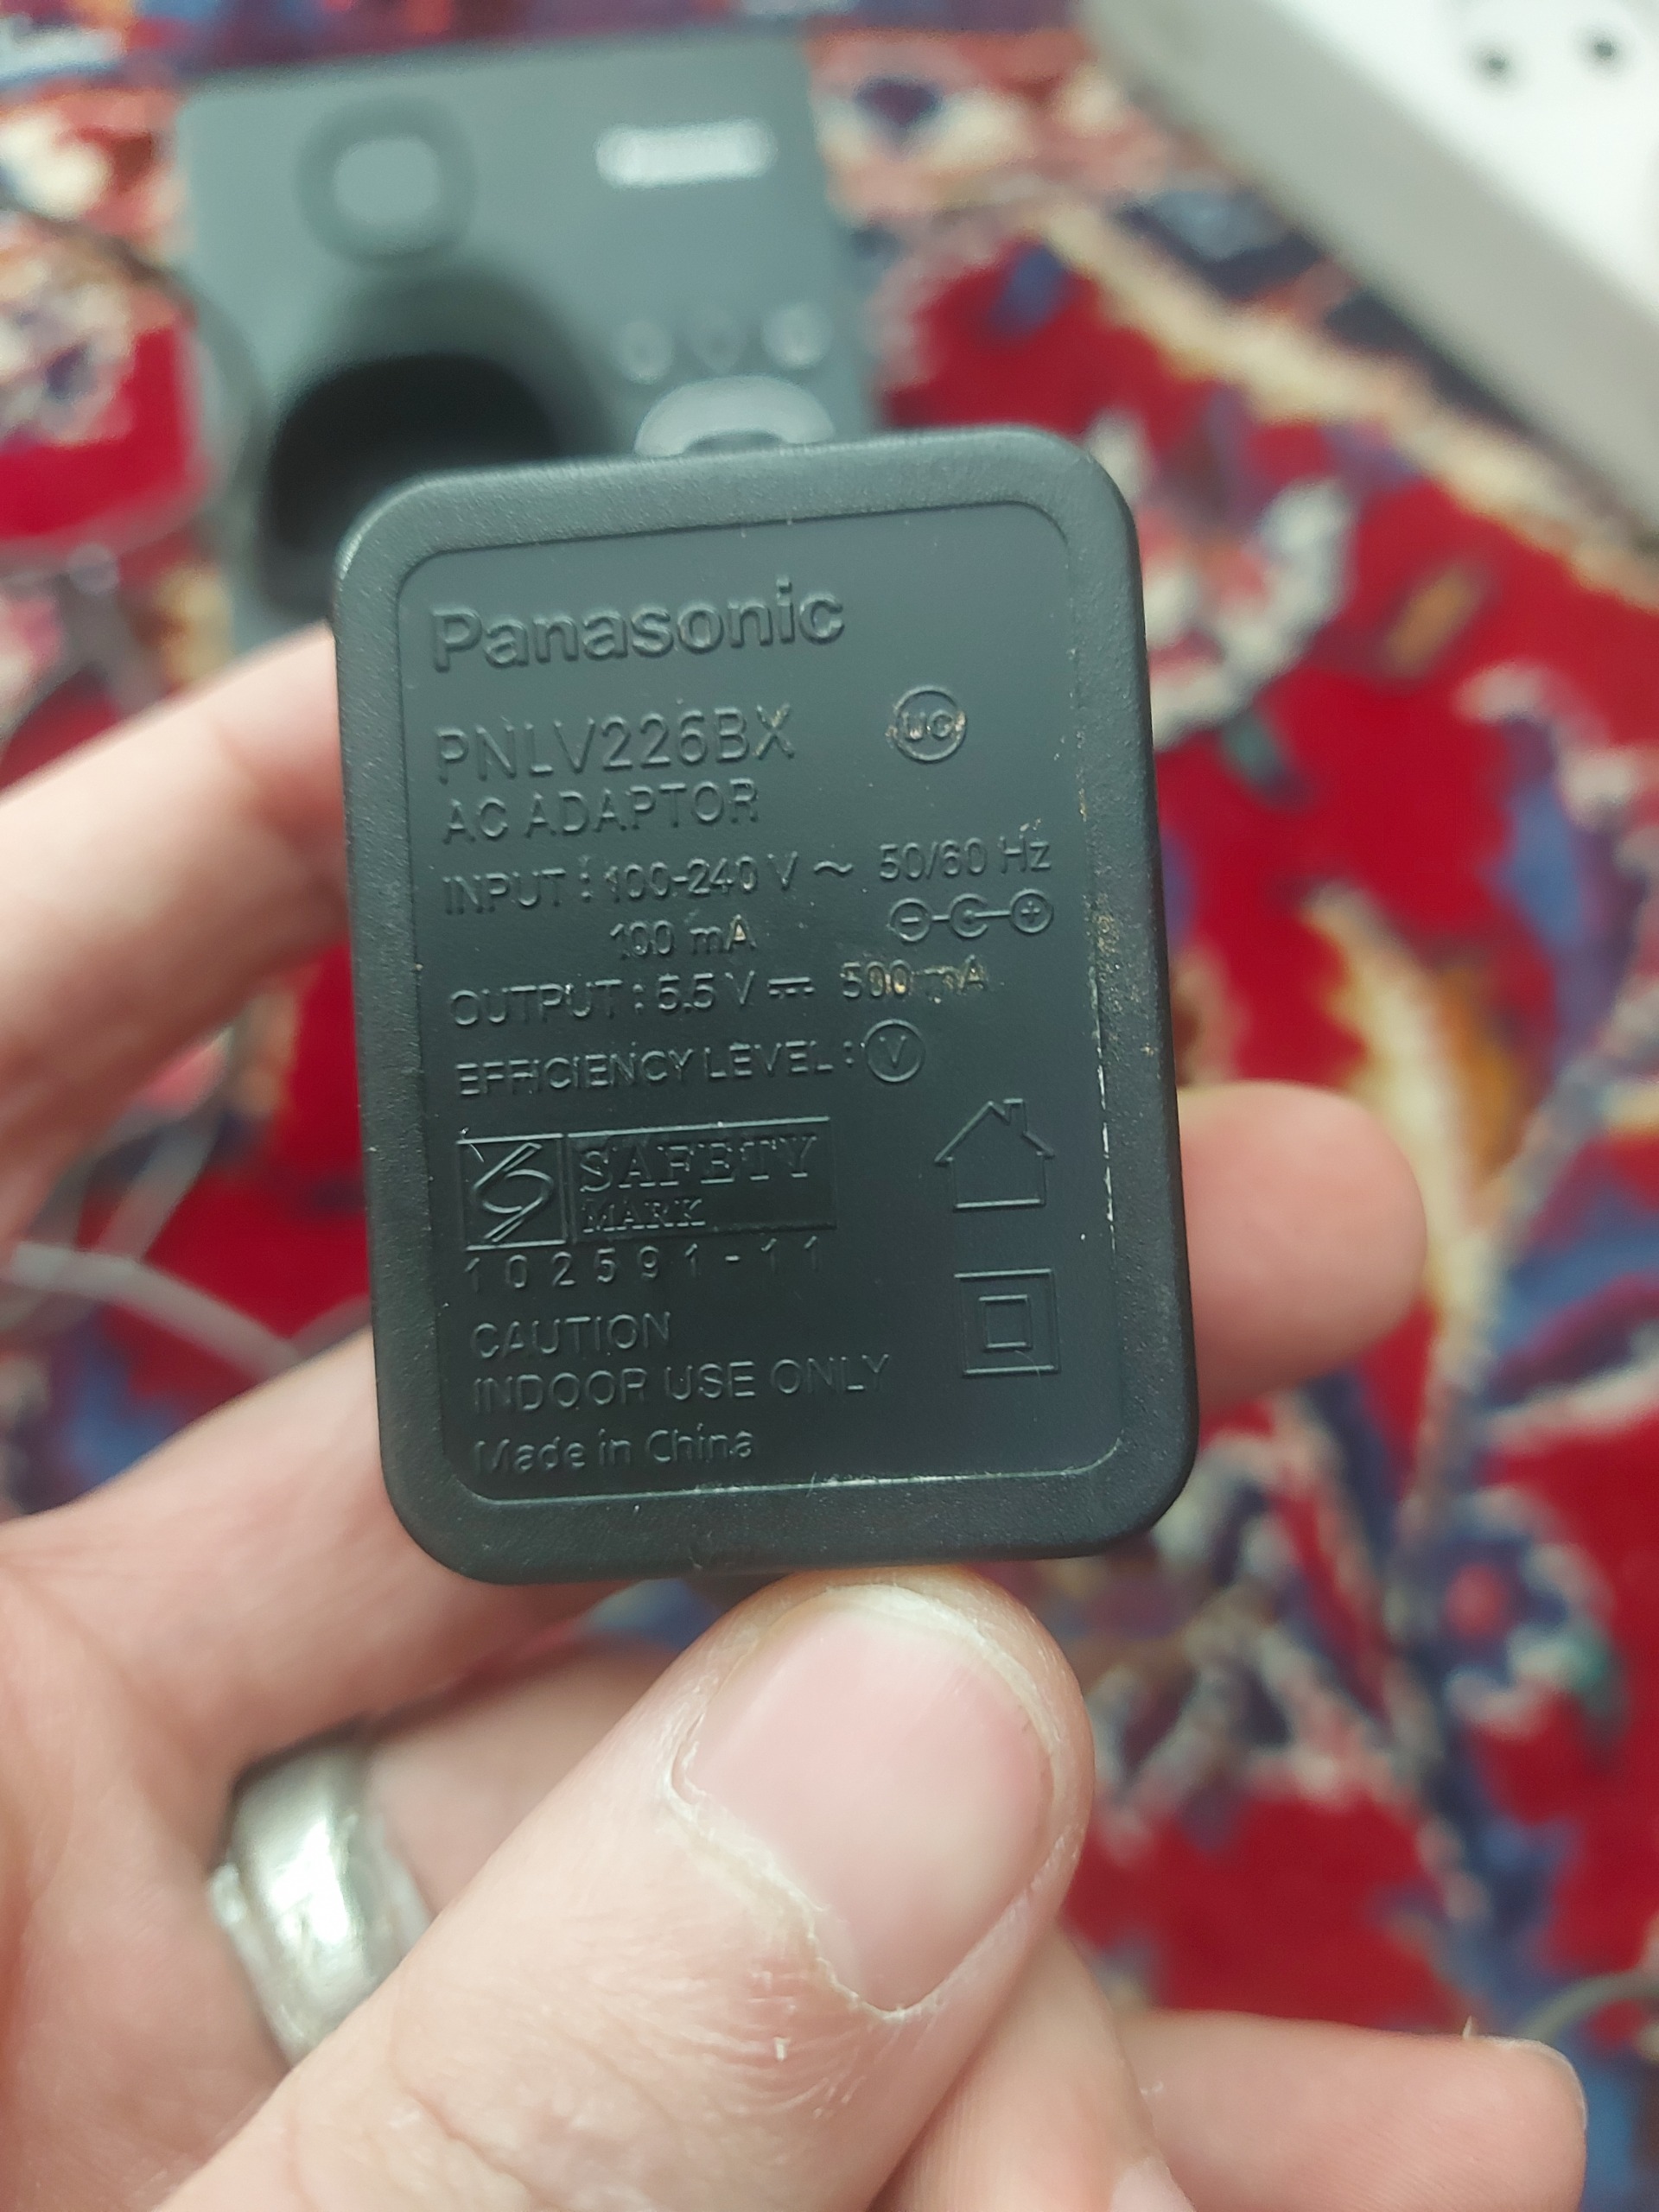 Panasonic
PNLV226BX
AC ADAPTOR
INPUT : 100-240 V ~ 50/60 Hz
100 mA
OUTPUT : 5.5 V ⎓ 500 mA
EFFICIENCY LEVEL : V
SAFETY
MARK
102591-11
CAUTION
INDOOR USE ONLY
Made in China